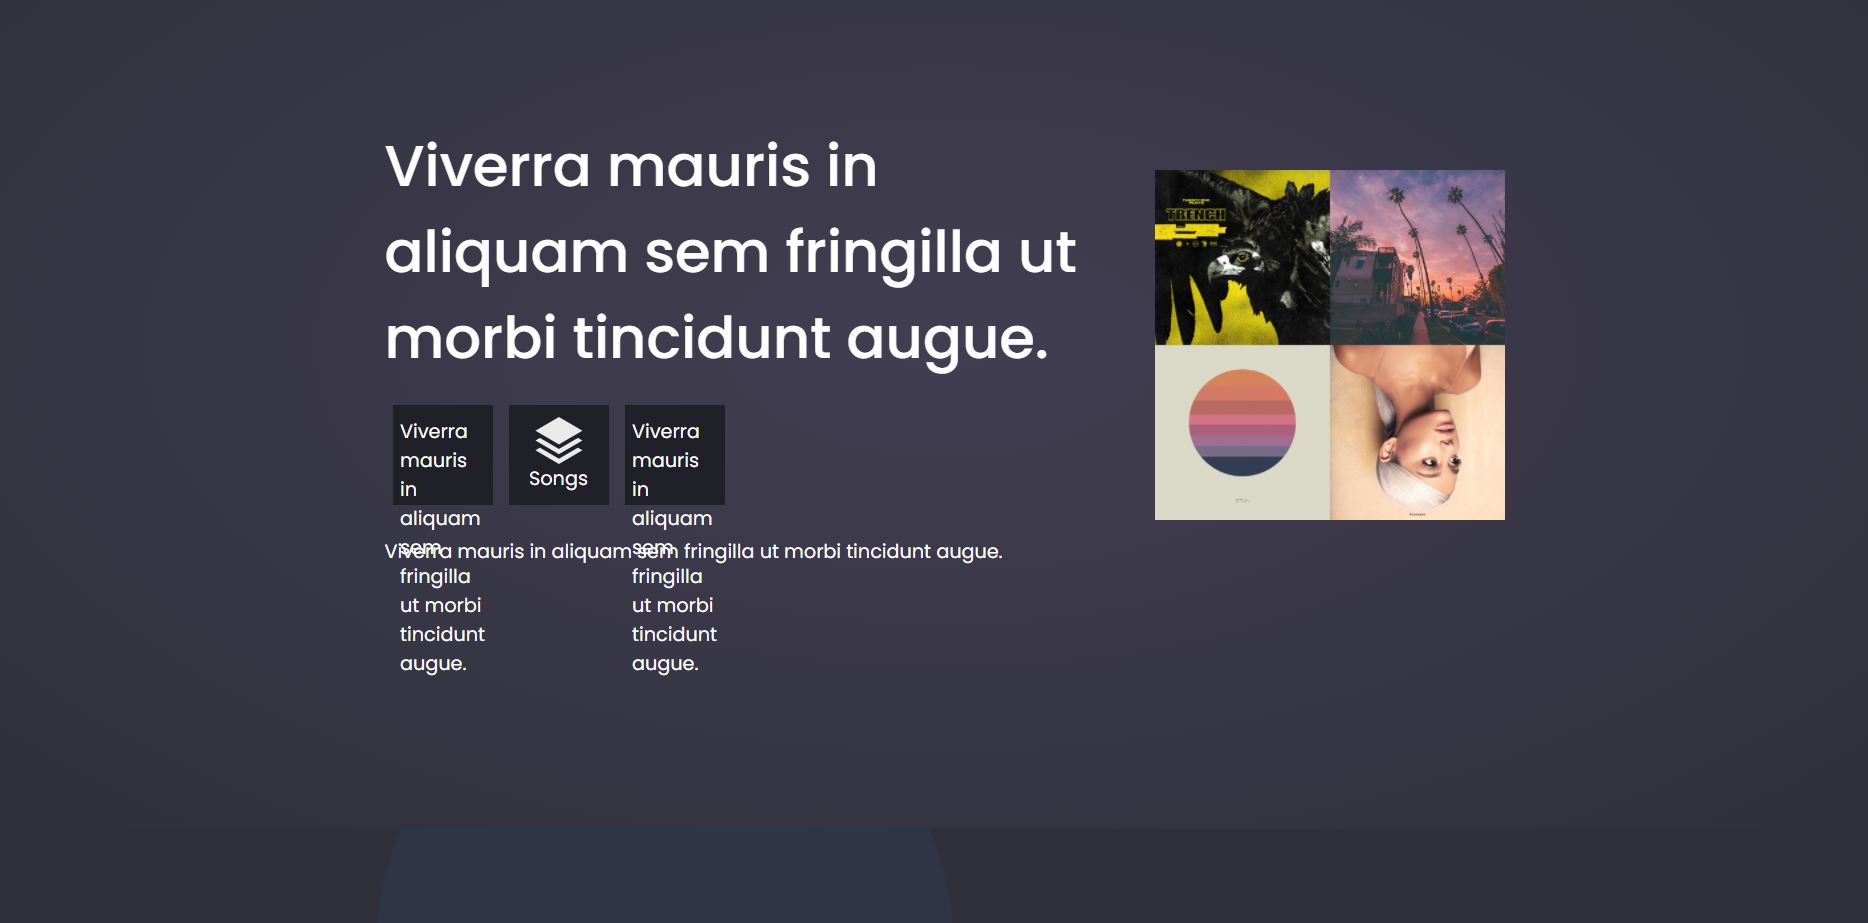 Viverra mauris in
aliquam sem fringilla ut
morbi tincidunt augue.
TRENCH
Viverra
mauris
in
aliquam
sem
fringilla
ut morbi
tincidunt
augue.
Songs
Viverra
mauris
in
aliquam
sem
fringilla
ut morbi
tincidunt
augue.
Viverra mauris in aliquam sem fringilla ut morbi tincidunt augue.